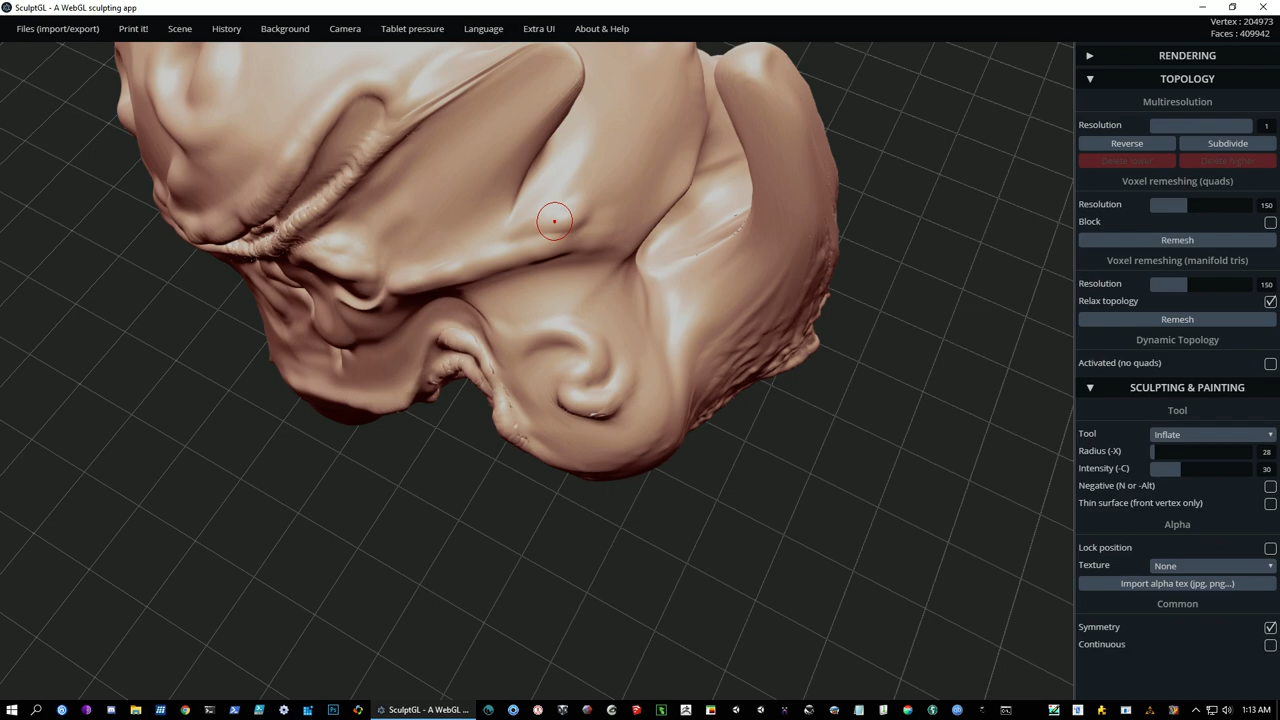 SculptGL - A WebGL sculpting app
Files (import/export) Print it! Scene History Background Camera Tablet pressure Language Extra UI About & Help
Vertex : 204973
Faces : 409942
RENDERING
TOPOLOGY
Multiresolution
Resolution 1
Reverse Subdivide
Delete lower Delete higher
Voxel remeshing (quads)
Resolution 150
Block
Remesh
Voxel remeshing (manifold tris)
Resolution 150
Relax topology
Remesh
Dynamic Topology
Activated (no quads)
SCULPTING & PAINTING
Tool
Tool Inflate
Radius (-X) 28
Intensity (-C) 30
Negative (N or -Alt)
Thin surface (front vertex only)
Alpha
Lock position
Texture None
Import alpha tex (jpg, png...)
Common
Symmetry
Continuous
SculptGL - A WebGL ...
1:13 AM